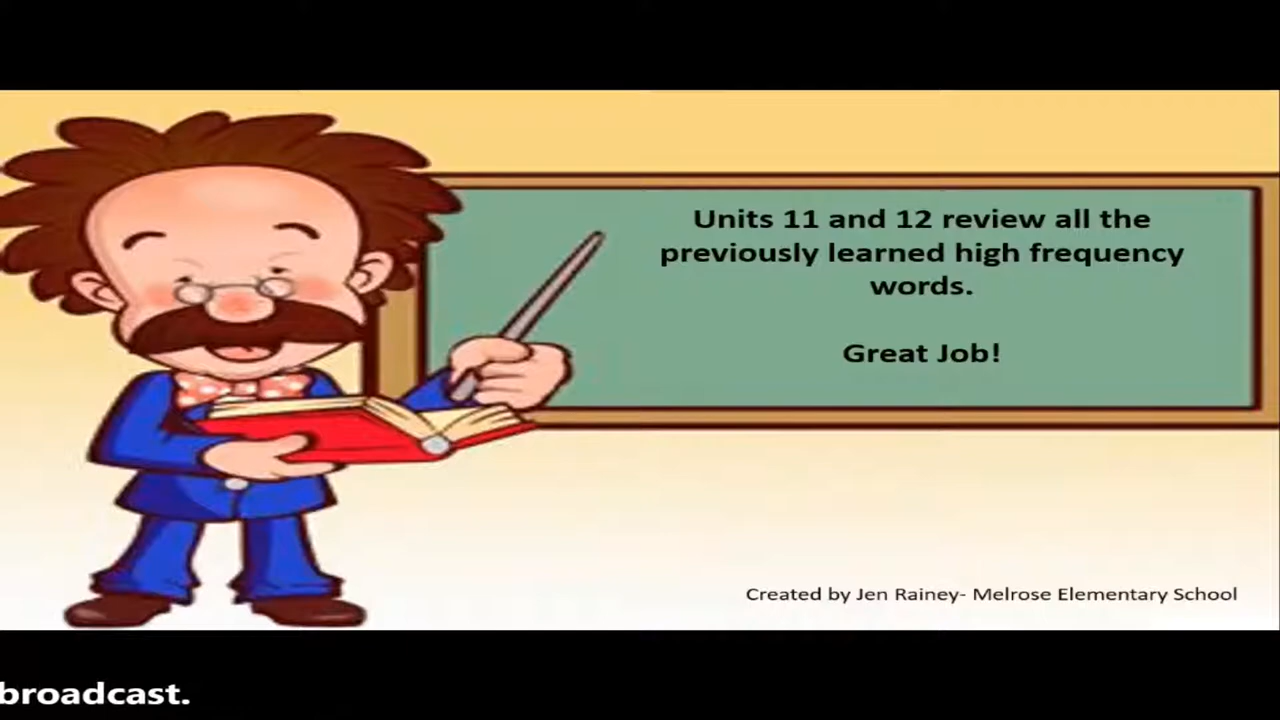 Units 11 and 12 review all the
previously learned high frequency
words.
Great Job!
Created by Jen Rainey- Melrose Elementary School
broadcast.